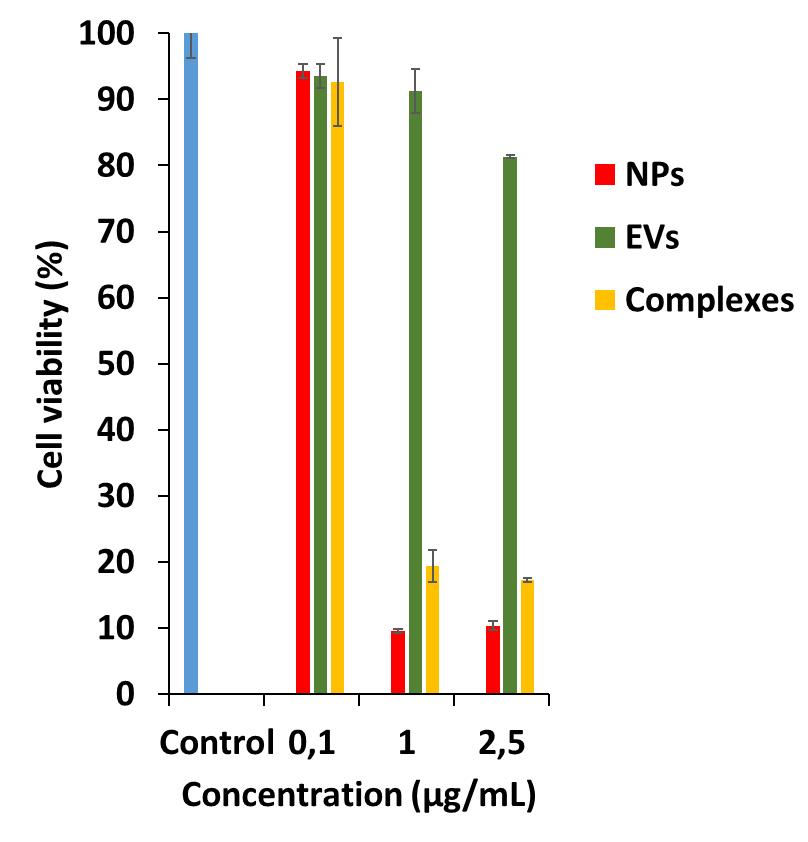 100
90
80
70
60
50
40
30
20
10
0
Cell viability (%)
Control 0,1 1 2,5
Concentration (µg/mL)
NPs
EVs
Complexes